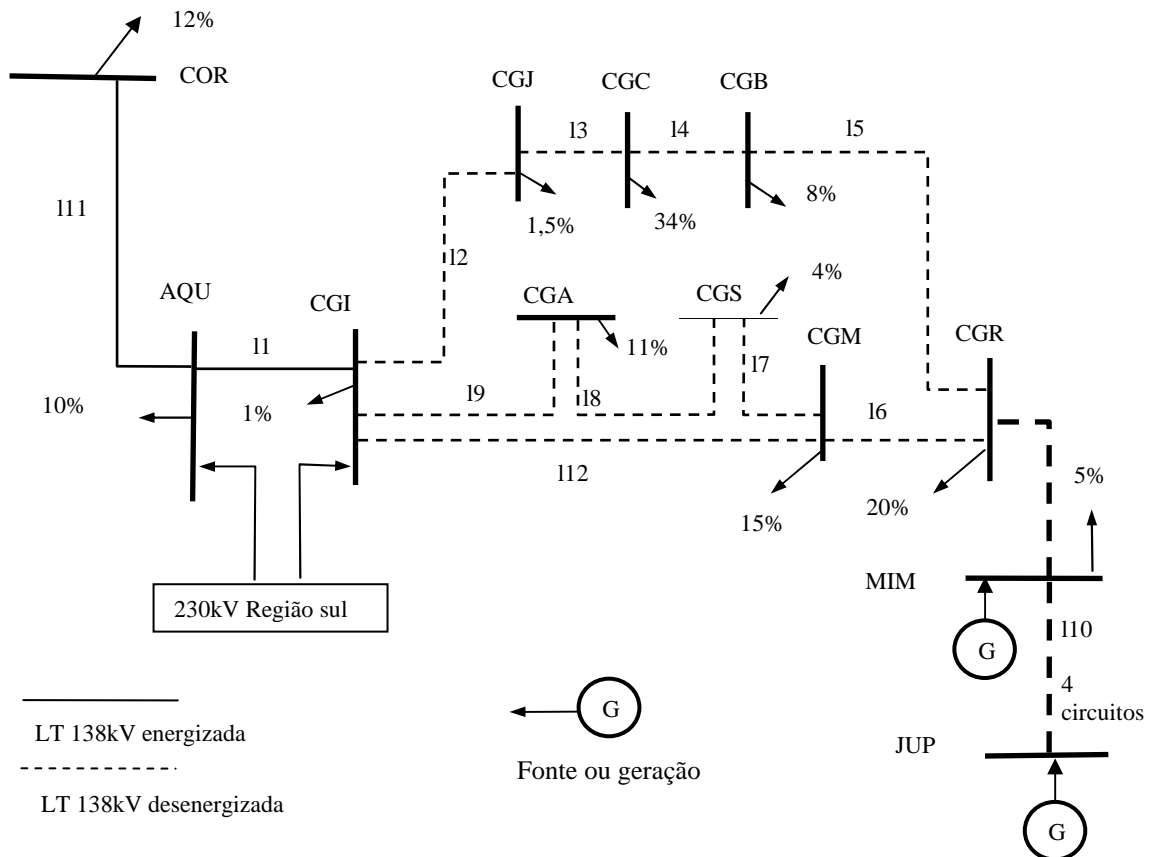 12%
COR
CGJ
CGC
CGB
l3
l4
l5
l11
1,5%
34%
8%
l2
4%
AQU
CGI
CGA
CGS
CGM
CGR
l1
11%
l7
10%
1%
l9
l8
l6
l12
15%
20%
5%
MIM
230kV Região sul
G
l10
4
circuitos
LT 138kV energizada
G
JUP
Fonte ou geração
LT 138kV desenergizada
G